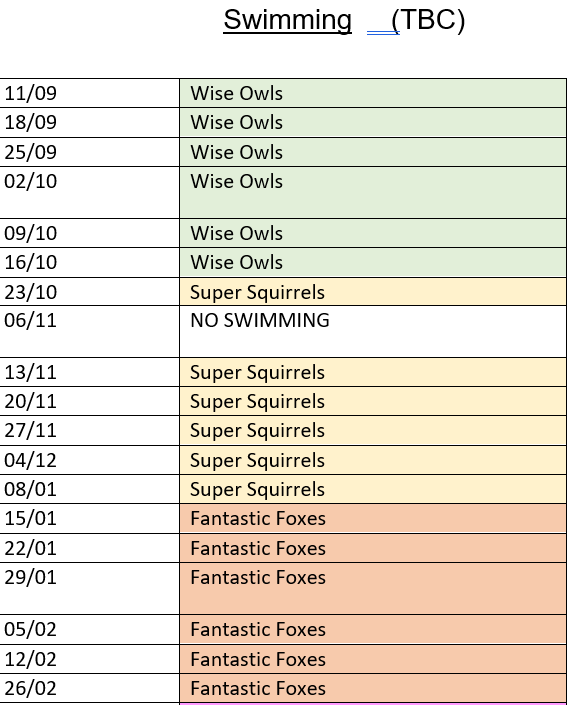 Swimming (TBC)
11/09 Wise Owls
18/09 Wise Owls
25/09 Wise Owls
02/10 Wise Owls
09/10 Wise Owls
16/10 Wise Owls
23/10 Super Squirrels
06/11 NO SWIMMING
13/11 Super Squirrels
20/11 Super Squirrels
27/11 Super Squirrels
04/12 Super Squirrels
08/01 Super Squirrels
15/01 Fantastic Foxes
22/01 Fantastic Foxes
29/01 Fantastic Foxes
05/02 Fantastic Foxes
12/02 Fantastic Foxes
26/02 Fantastic Foxes